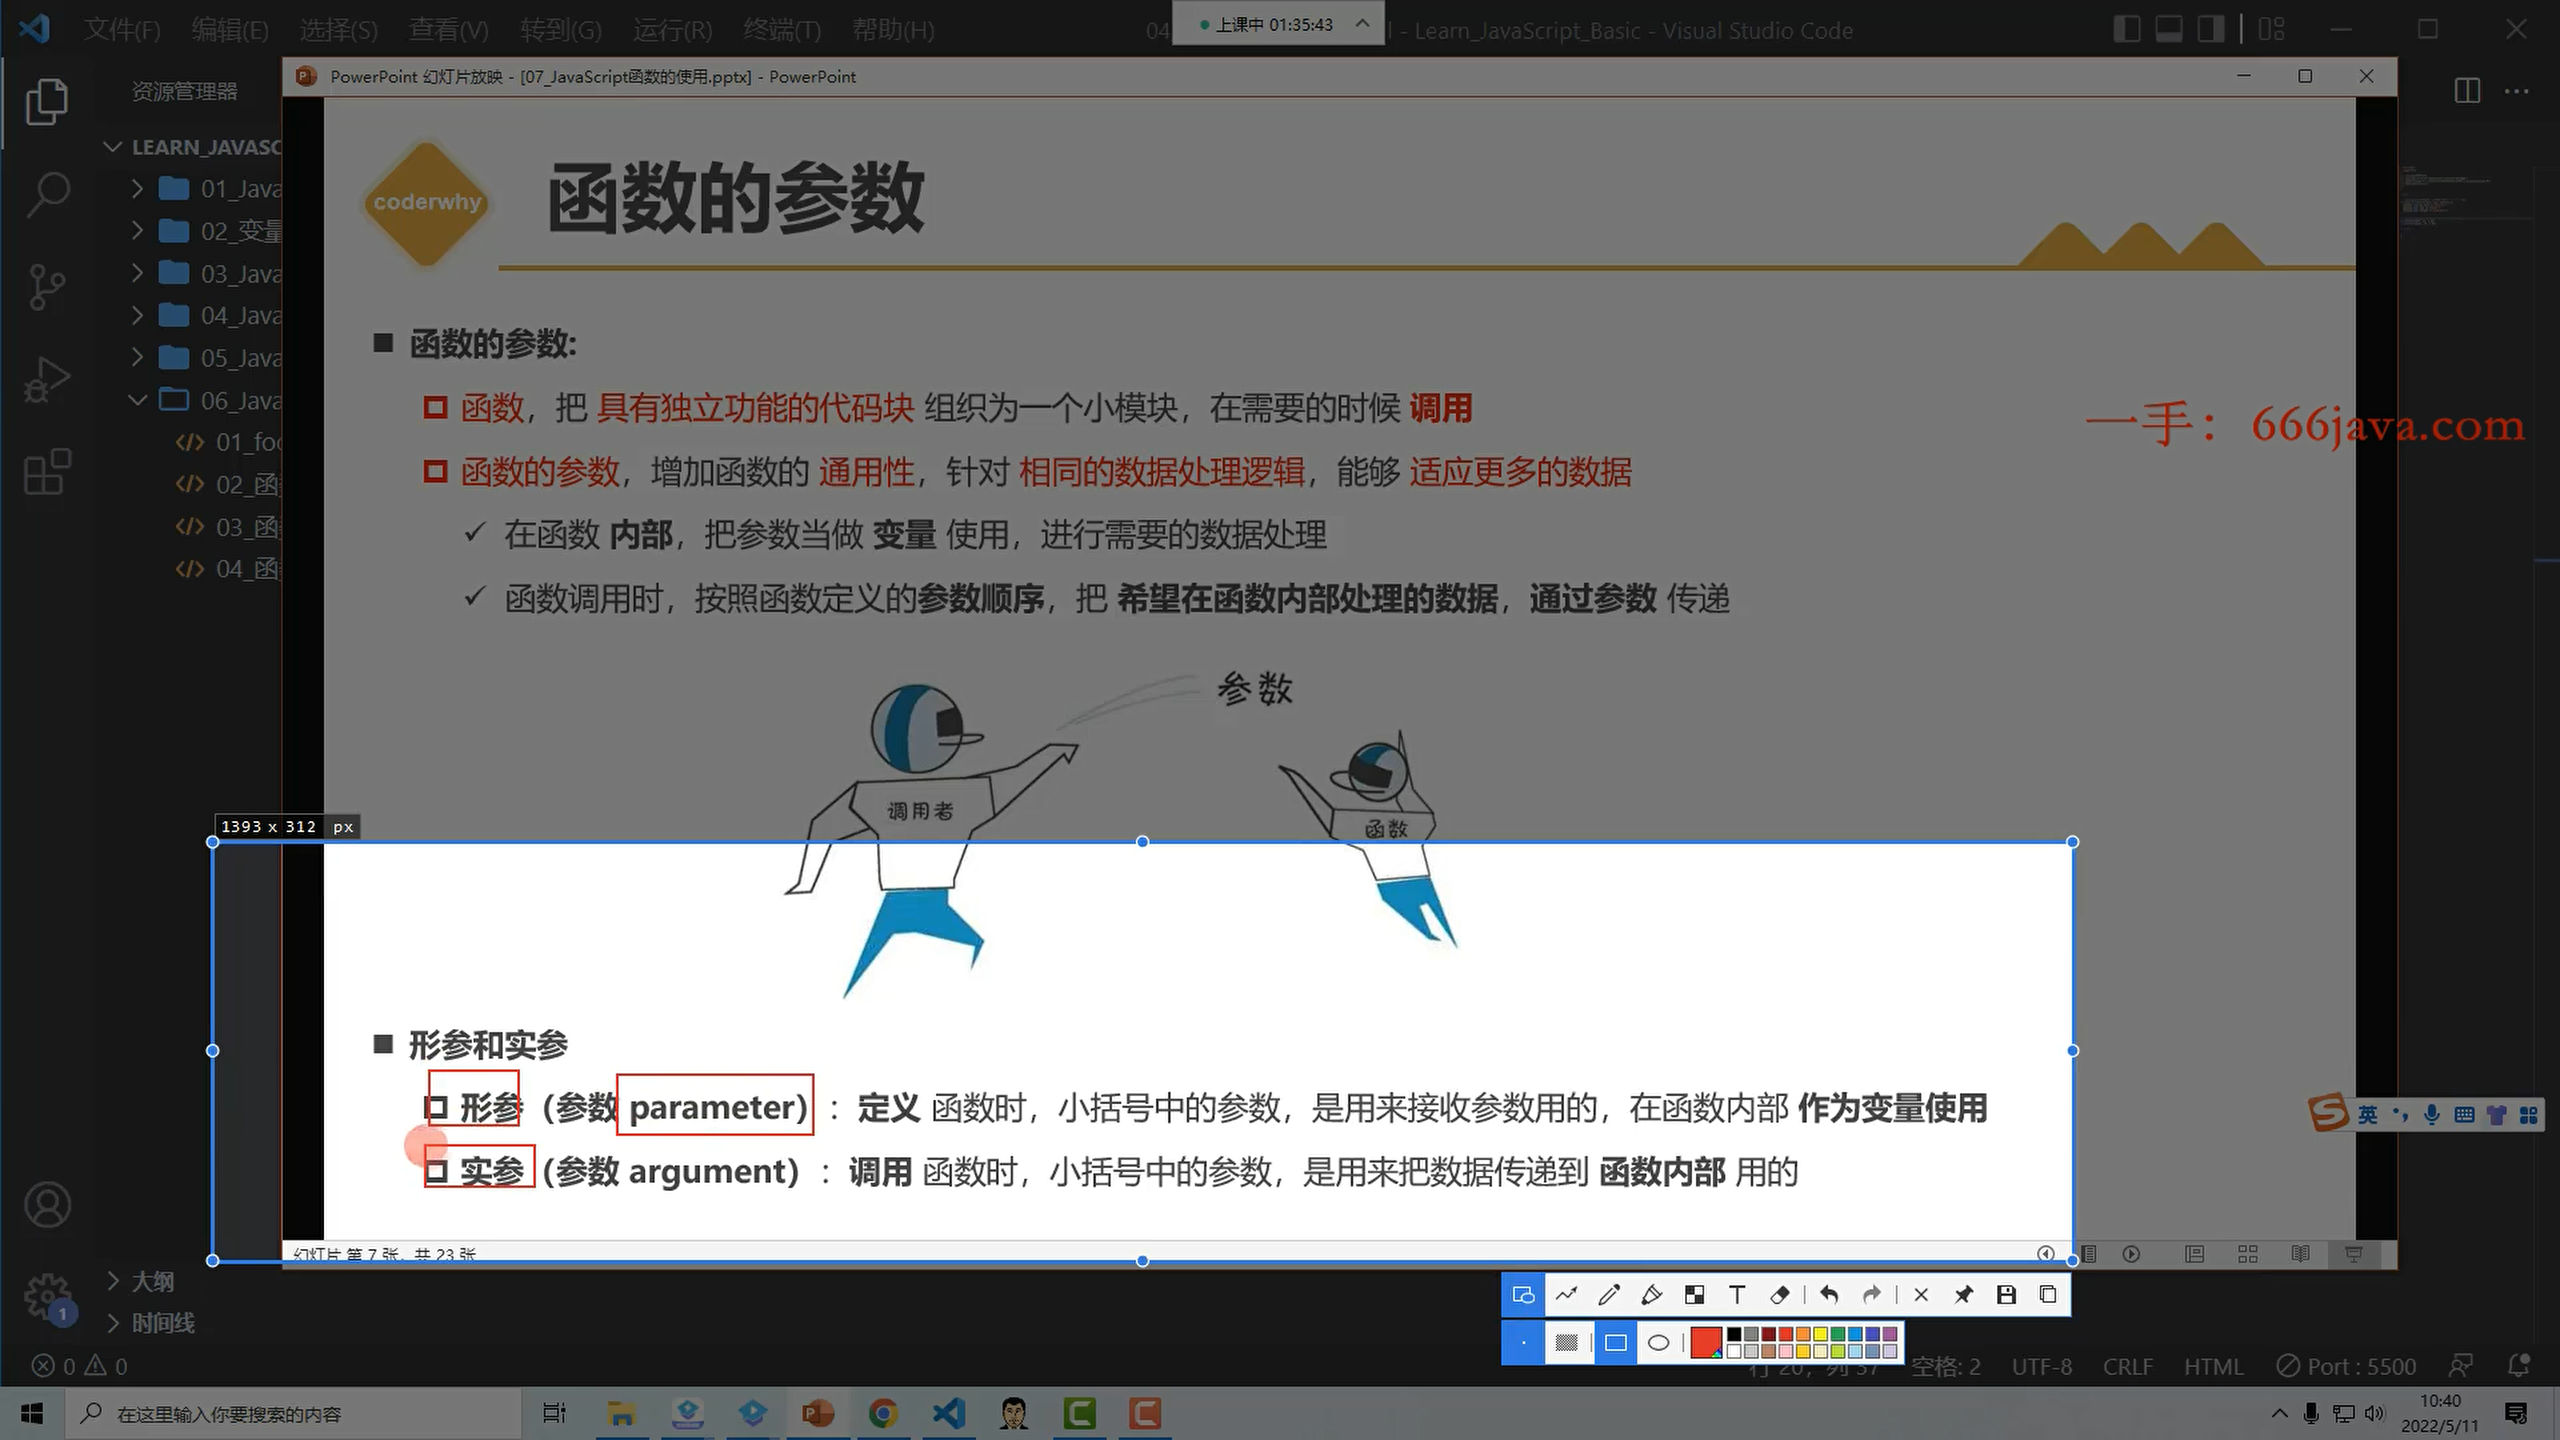 文件(F) 编辑(E) 选择(S) 查看(V) 转到(G) 运行(R) 终端(T) 帮助(H) 04 - Learn_JavaScript_Basic - Visual Studio Code
上课中 01:35:43
资源管理器
PowerPoint 幻灯片放映 - [07_JavaScript函数的使用.pptx] - PowerPoint
LEARN_JAVASC
01_Java
02_变量
03_Java
04_Java
05_Java
06_Java
01_foo
02_函
03_函
04_函
coderwhy
函数的参数
函数的参数:
函数，把 具有独立功能的代码块 组织为一个小模块，在需要的时候 调用
一手：666java.com
函数的参数，增加函数的 通用性，针对 相同的数据处理逻辑，能够 适应更多的数据
在函数 内部，把参数当做 变量 使用，进行需要的数据处理
函数调用时，按照函数定义的参数顺序，把 希望在函数内部处理的数据，通过参数 传递
参数
调用者
函数
1393 x 312 px
形参和实参
形参（参数 parameter）：定义 函数时，小括号中的参数，是用来接收参数用的，在函数内部 作为变量使用
实参（参数 argument）：调用 函数时，小括号中的参数，是用来把数据传递到 函数内部 用的
英
幻灯片 第 7 张，共 23 张
大纲
时间线
1
0 0
行 20，列 37 空格: 2 UTF-8 CRLF HTML Port : 5500
在这里输入你要搜索的内容
10:40
2022/5/11